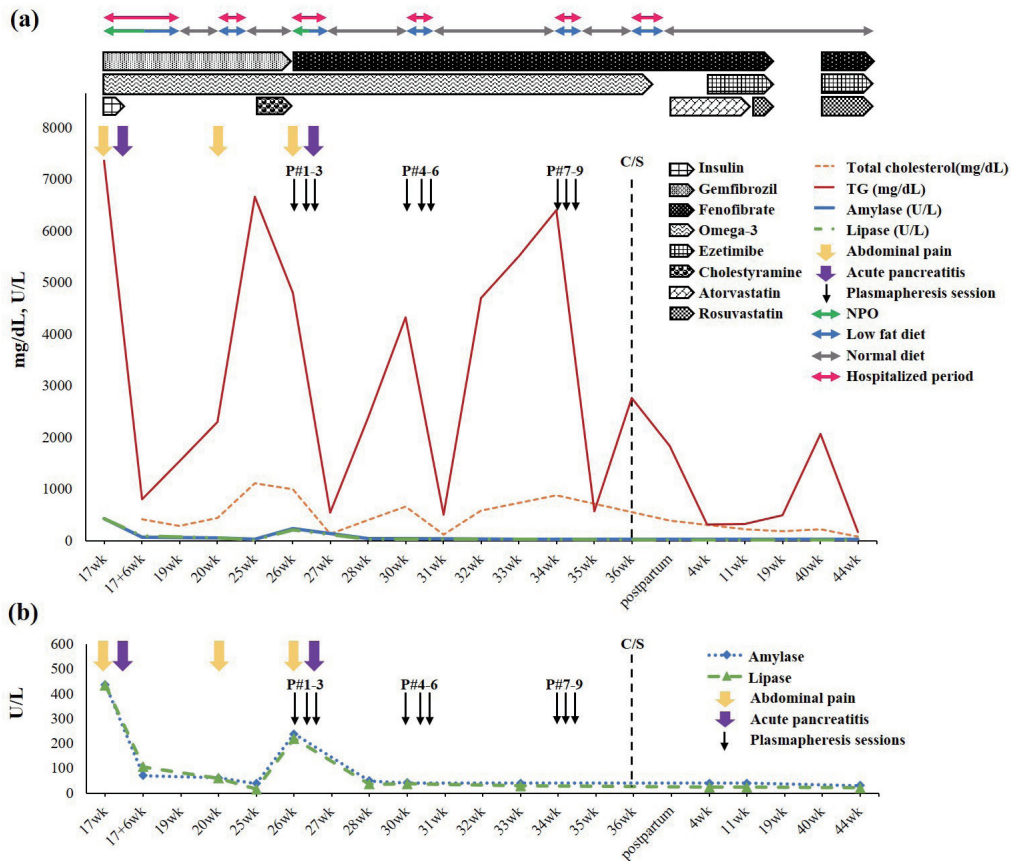 (a)
8000
7000
6000
5000
4000
3000
2000
1000
0
mg/dL, U/L
P#1-3
P#4-6
P#7-9
C/S
Insulin
Gemfibrozil
Fenofibrate
Omega-3
Ezetimibe
Cholestyramine
Atorvastatin
Rosuvastatin
Total cholesterol(mg/dL)
TG (mg/dL)
Amylase (U/L)
Lipase (U/L)
Abdominal pain
Acute pancreatitis
Plasmapheresis session
NPO
Low fat diet
Normal diet
Hospitalized period
17wk
17+6wk
19wk
20wk
25wk
26wk
27wk
28wk
30wk
31wk
32wk
33wk
34wk
35wk
36wk
postpartum
4wk
11wk
19wk
40wk
44wk
(b)
600
500
400
300
200
100
0
U/L
P#1-3
P#4-6
P#7-9
C/S
Amylase
Lipase
Abdominal pain
Acute pancreatitis
Plasmapheresis sessions
17wk
17+6wk
19wk
20wk
25wk
26wk
27wk
28wk
30wk
31wk
32wk
33wk
34wk
35wk
36wk
postpartum
4wk
11wk
19wk
40wk
44wk